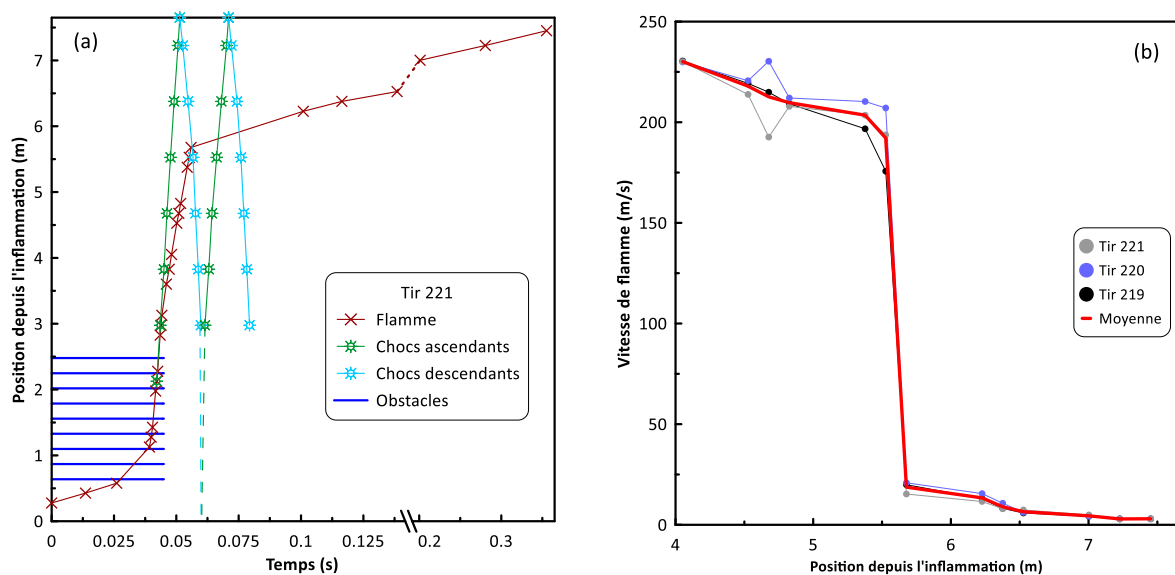 (a)
Position depuis l'inflammation (m)
7
6
5
4
3
2
1
0
Tir 221
Flamme
Chocs ascendants
Chocs descendants
Obstacles
0 0.025 0.05 0.075 0.1 0.125 0.2 0.3
Temps (s)
(b)
Vitesse de flamme (m/s)
250
200
150
100
50
0
Tir 221
Tir 220
Tir 219
Moyenne
4 5 6 7
Position depuis l'inflammation (m)